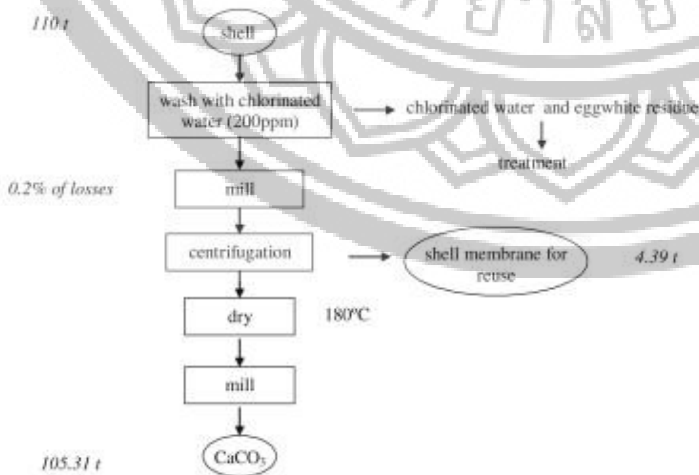 110 t
shell
wash with chlorinated
water (200ppm)
chlorinated water and eggwhite residue
treatment
0.2% of losses
mill
centrifugation
shell membrane for
reuse
4.39 t
dry
180ºC
mill
105.31 t
CaCO₃